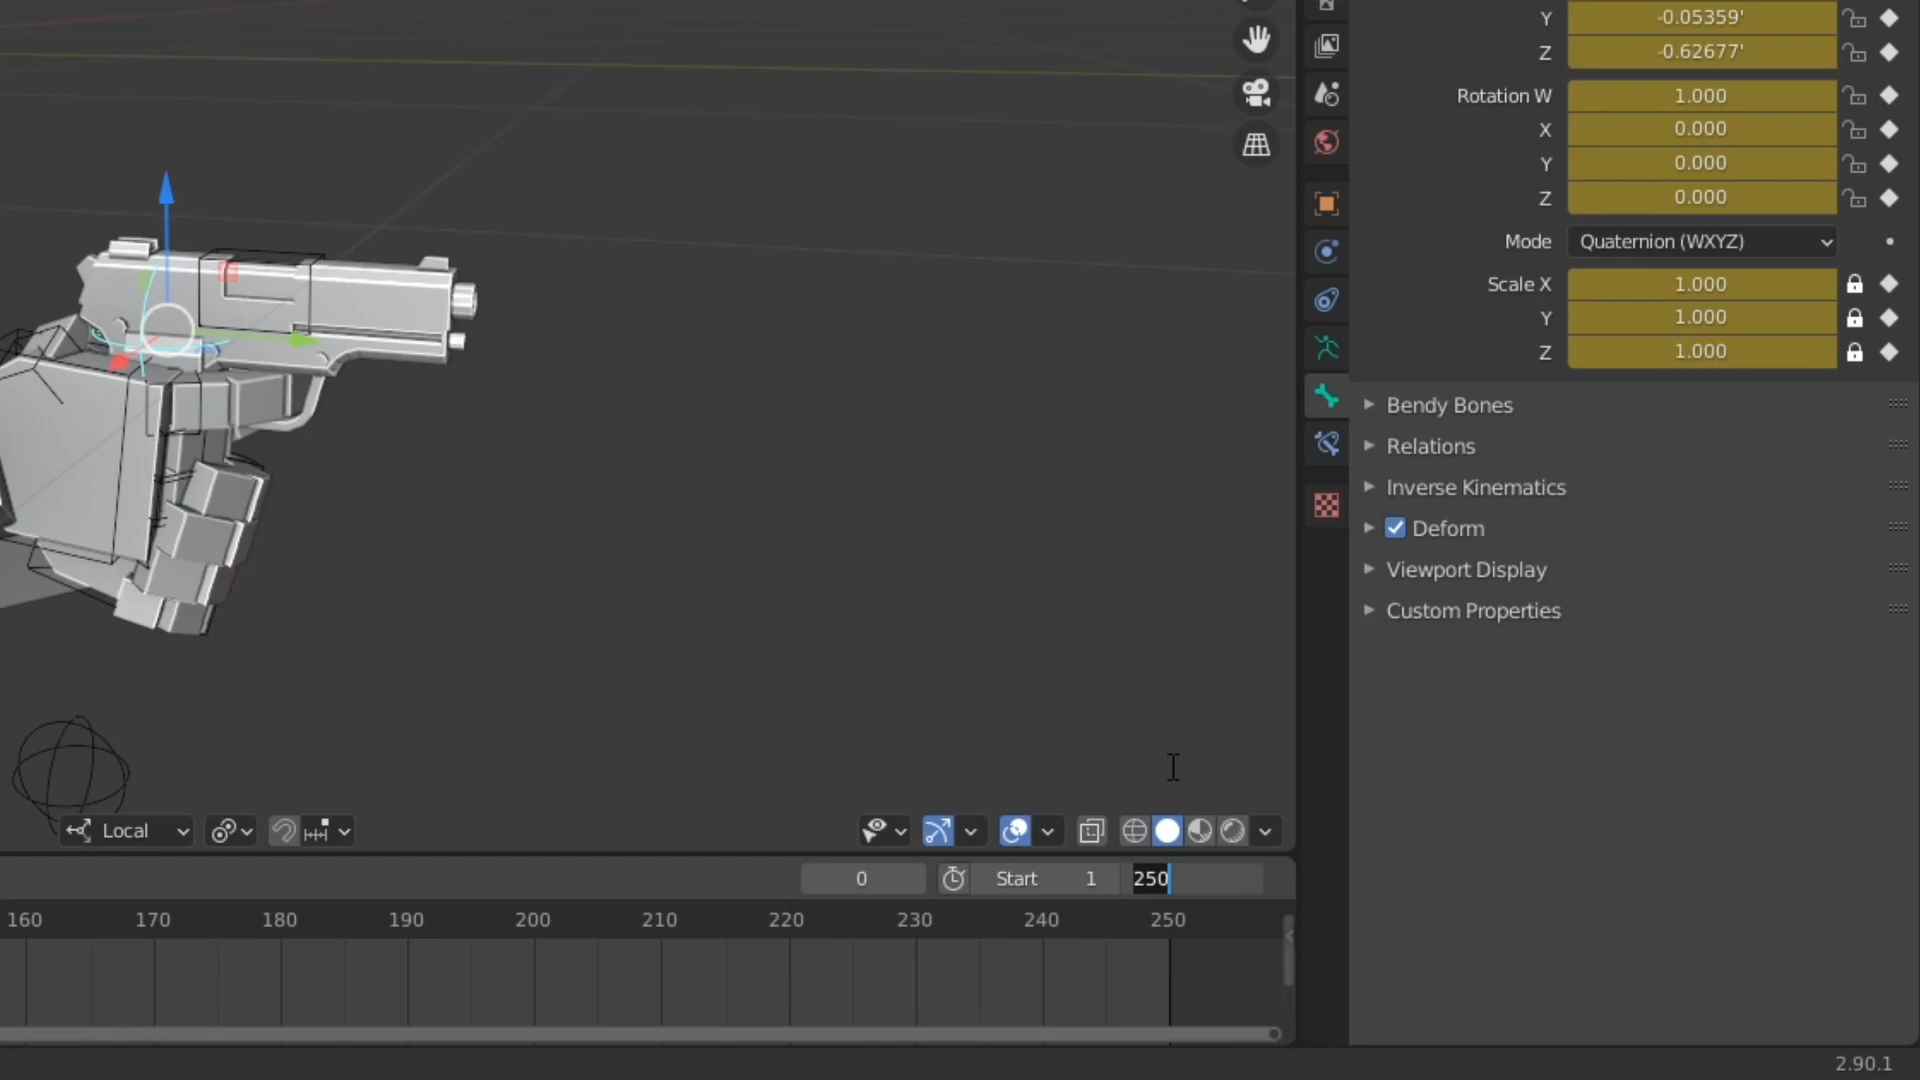 Y -0.05359'
Z -0.62677'
Rotation W 1.000
X 0.000
Y 0.000
Z 0.000
Mode Quaternion (WXYZ)
Scale X 1.000
Y 1.000
Z 1.000
Bendy Bones
Relations
Inverse Kinematics
Deform
Viewport Display
Custom Properties
Local
0 Start 1 250
160 170 180 190 200 210 220 230 240 250
2.90.1